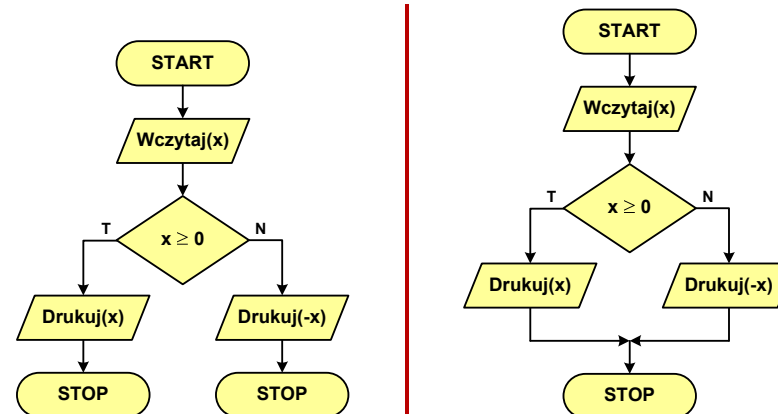 START
Wczytaj(x)
x ≥ 0
T
N
Drukuj(x)
Drukuj(-x)
STOP
STOP
START
Wczytaj(x)
x ≥ 0
T
N
Drukuj(x)
Drukuj(-x)
STOP